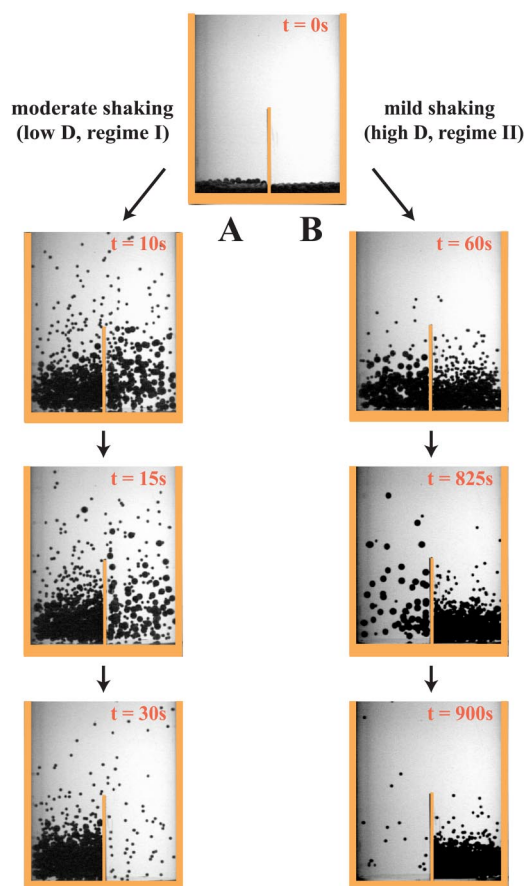 t = 0s
moderate shaking
(low D, regime I)
mild shaking
(high D, regime II)
A
B
t = 10s
t = 60s
t = 15s
t = 825s
t = 30s
t = 900s